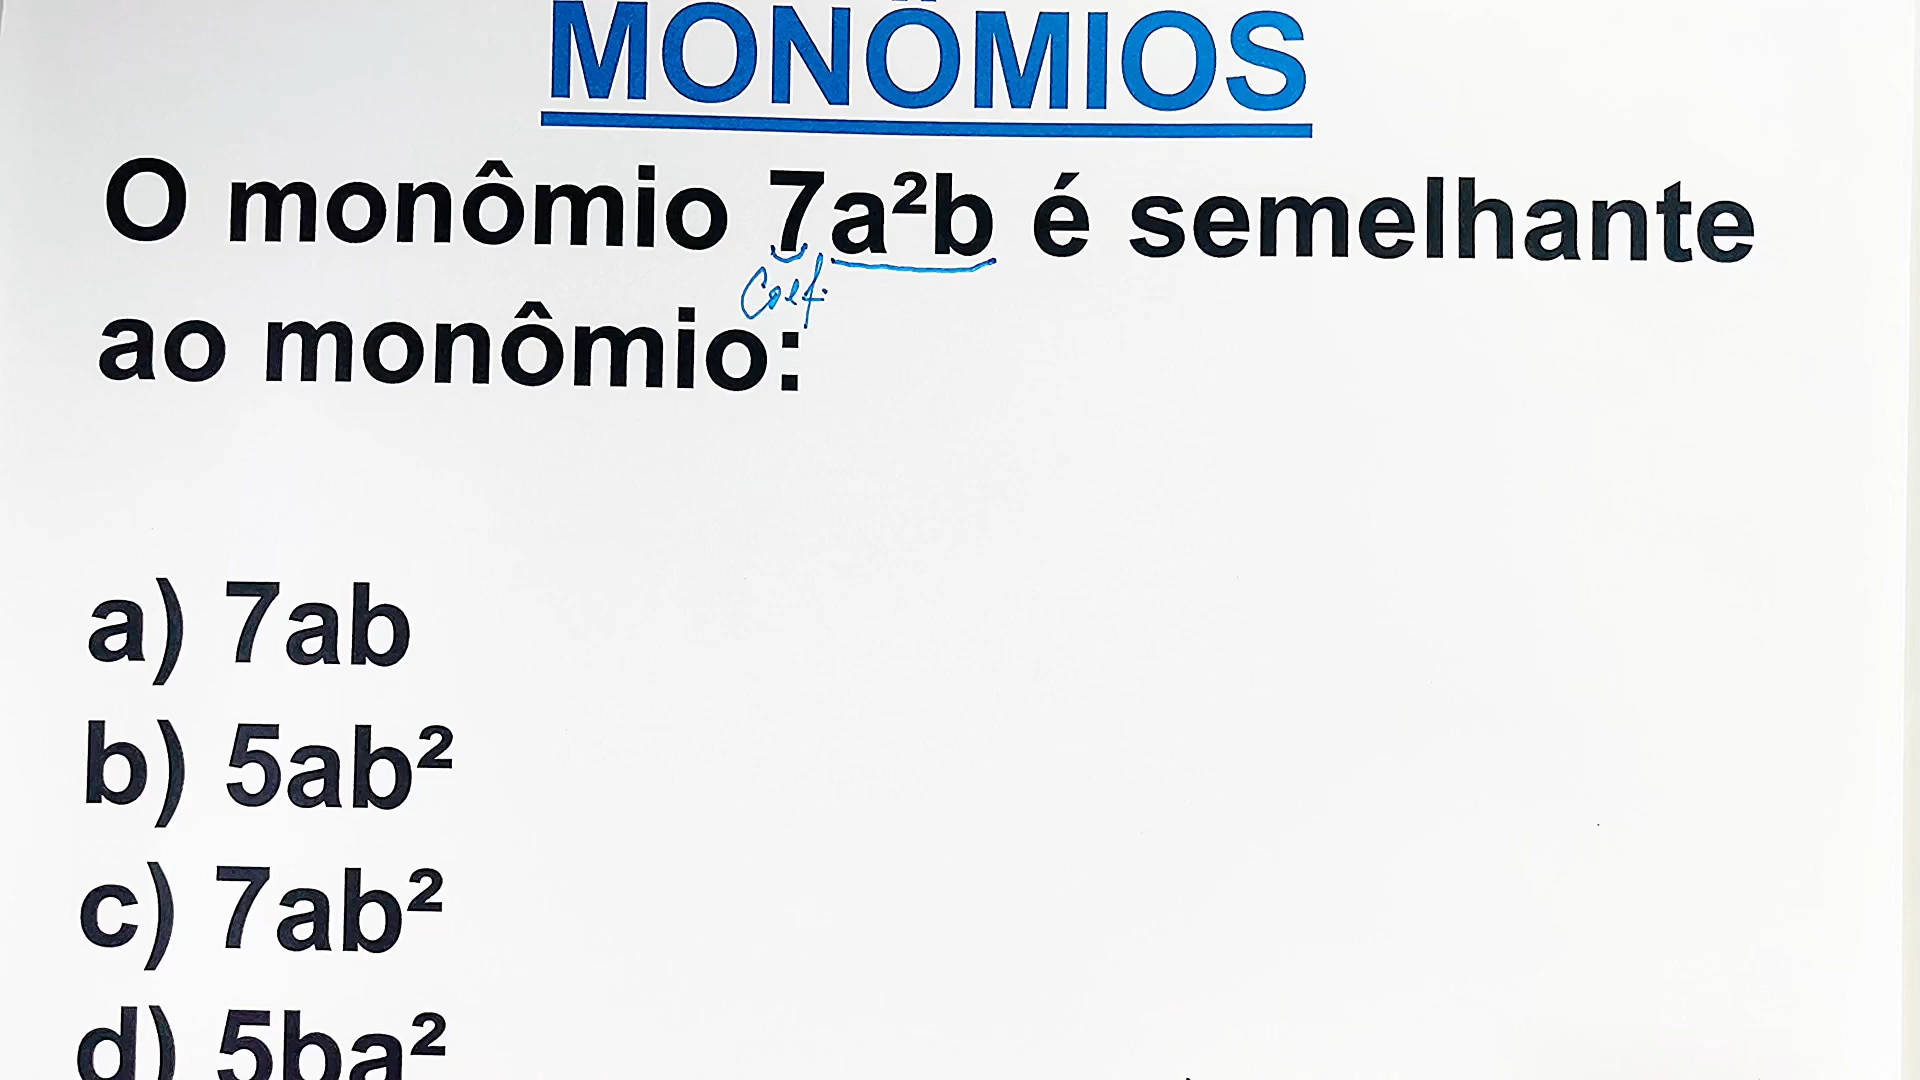 MONÔMIOS
O monômio 7a²b é semelhante
coef.
ao monômio:
a) 7ab
b) 5ab²
c) 7ab²
d) 5ba²